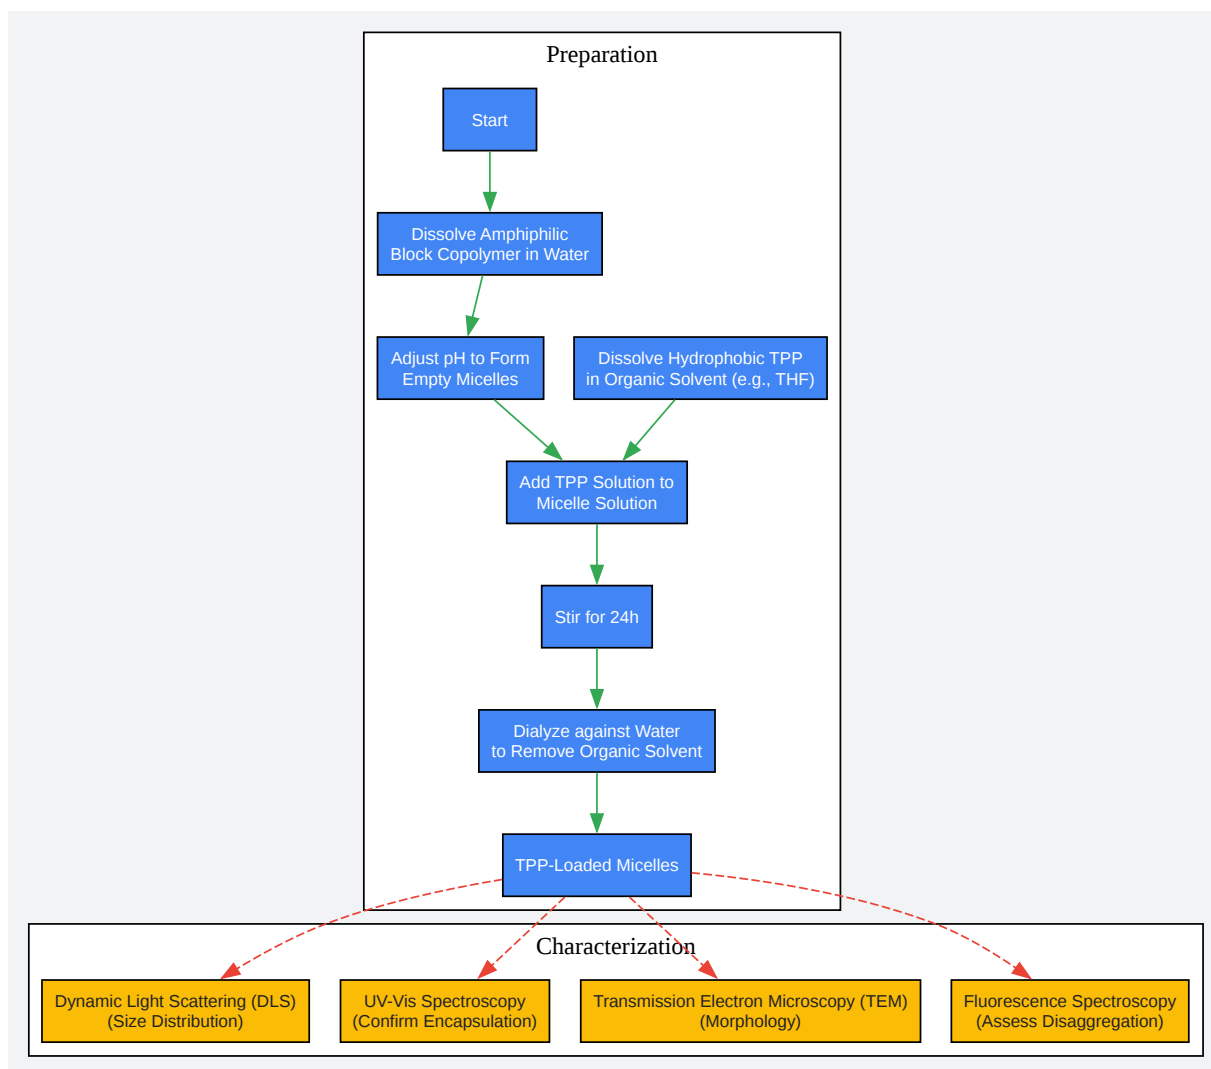 Preparation
Start
Dissolve Amphiphilic
Block Copolymer in Water
Adjust pH to Form
Empty Micelles
Dissolve Hydrophobic TPP
in Organic Solvent (e.g., THF)
Add TPP Solution to
Micelle Solution
Stir for 24h
Dialyze against Water
to Remove Organic Solvent
TPP-Loaded Micelles
Characterization
Dynamic Light Scattering (DLS)
(Size Distribution)
UV-Vis Spectroscopy
(Confirm Encapsulation)
Transmission Electron Microscopy (TEM)
(Morphology)
Fluorescence Spectroscopy
(Assess Disaggregation)